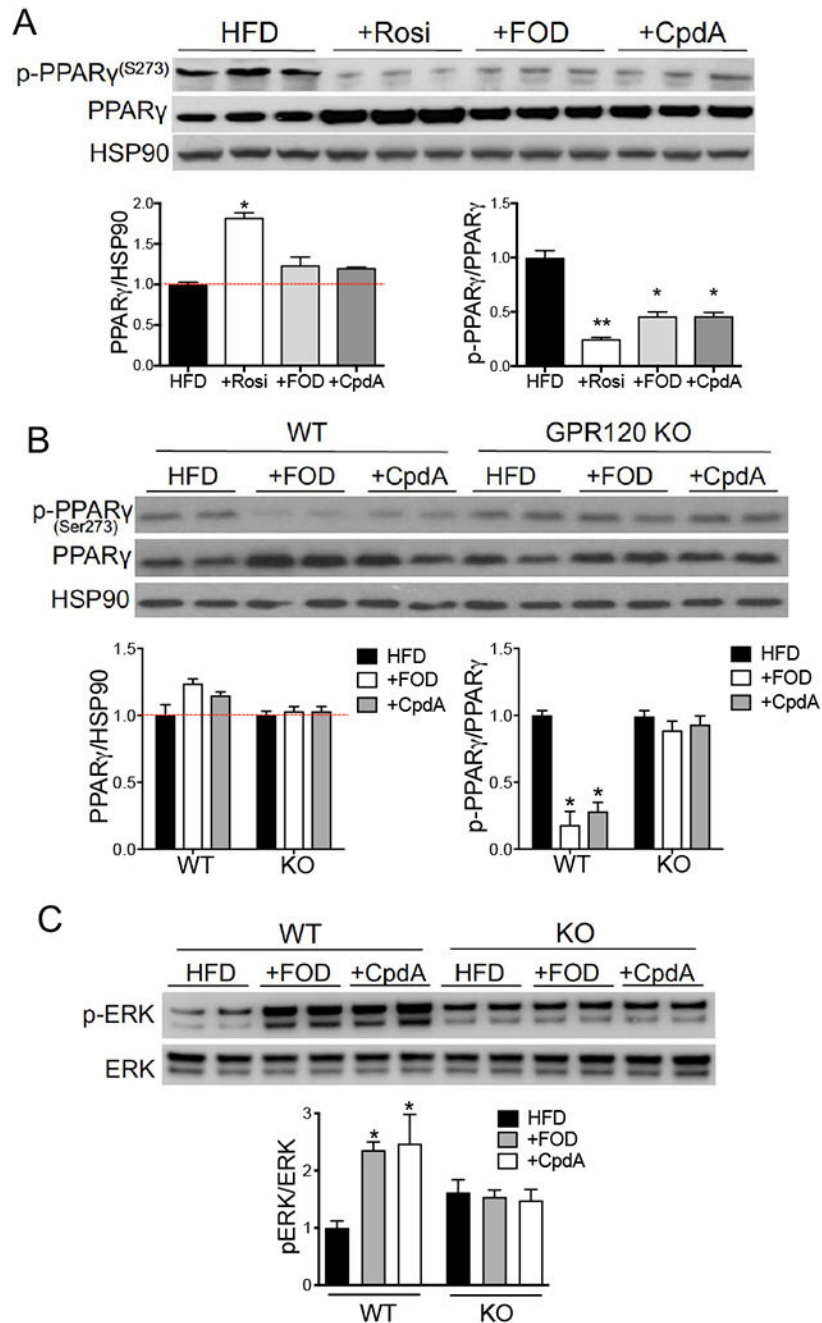 A
HFD +Rosi +FOD +CpdA
p-PPARγ(S273)
PPARγ
HSP90
PPARγ/HSP90
2.0
1.5
1.0
0.5
0.0
HFD +Rosi +FOD +CpdA
*
p-PPARγ/PPARγ
1.5
1.0
0.5
0.0
HFD +Rosi +FOD +CpdA
** * *
B
WT GPR120 KO
HFD +FOD +CpdA HFD +FOD +CpdA
p-PPARγ
(Ser273)
PPARγ
HSP90
PPARγ/HSP90
1.5
1.0
0.5
0.0
WT KO
HFD
+FOD
+CpdA
p-PPARγ/PPARγ
1.5
1.0
0.5
0.0
* *
WT KO
HFD
+FOD
+CpdA
C
WT KO
HFD +FOD +CpdA HFD +FOD +CpdA
p-ERK
ERK
pERK/ERK
3
2
1
0
* *
WT KO
HFD
+FOD
+CpdA